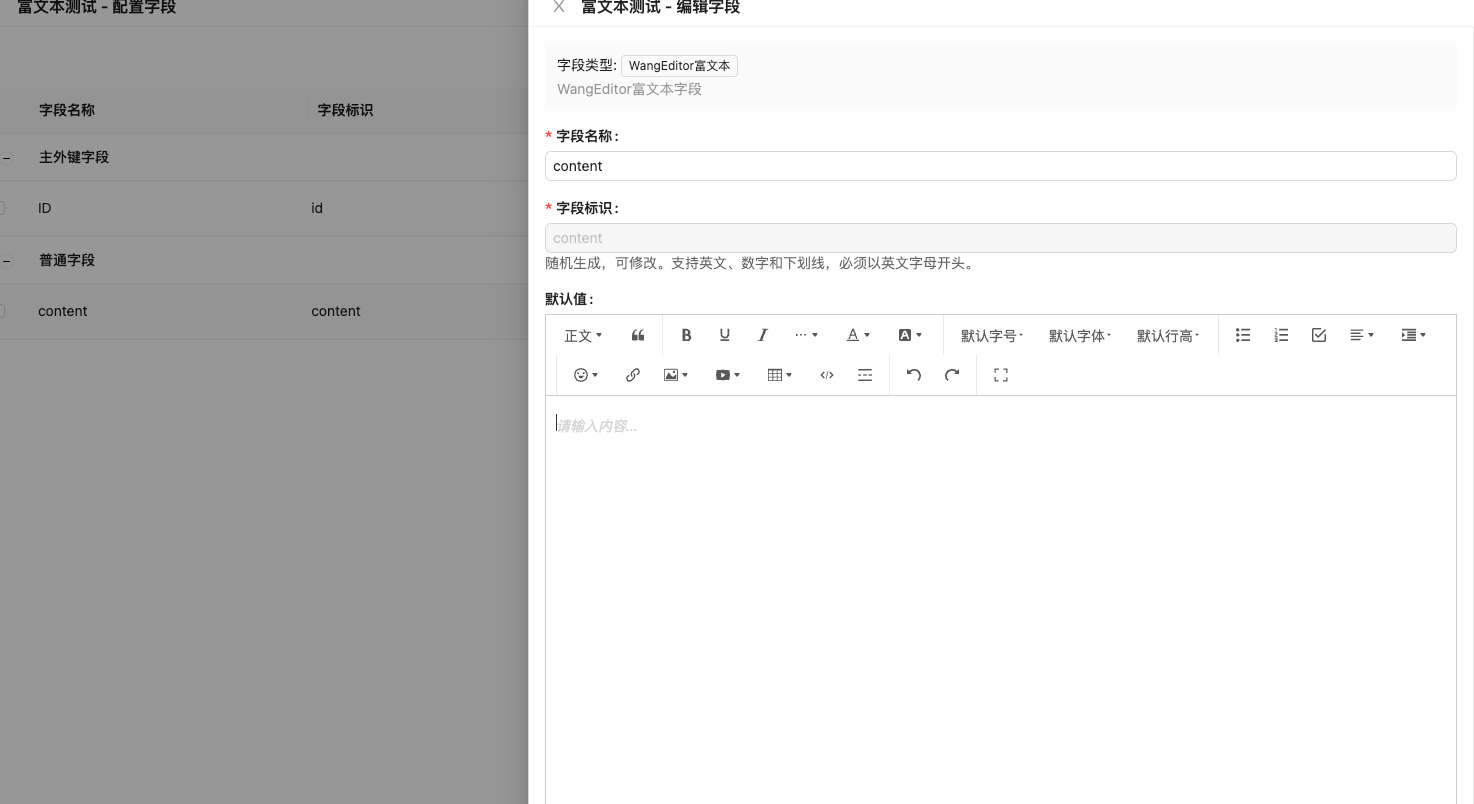 富文本测试 - 配置字段
字段名称 字段标识
主外键字段
ID id
普通字段
content content
富文本测试 - 编辑字段
字段类型: WangEditor富文本
WangEditor富文本字段
* 字段名称:
content
* 字段标识:
content
随机生成，可修改。支持英文、数字和下划线，必须以英文字母开头。
默认值:
正文 B U I ... A A 默认字号 默认字体 默认行高
请输入内容...